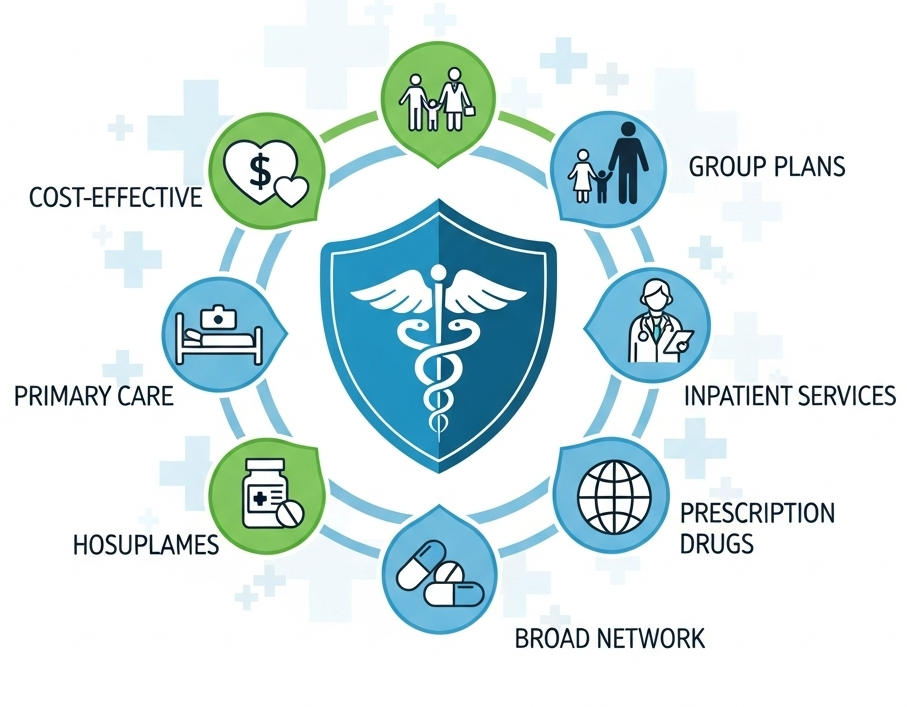 GROUP PLANS
COST-EFFECTIVE
$
PRIMARY CARE
INPATIENT SERVICES
HOSUPLAMES
PRESCRIPTION
DRUGS
BROAD NETWORK